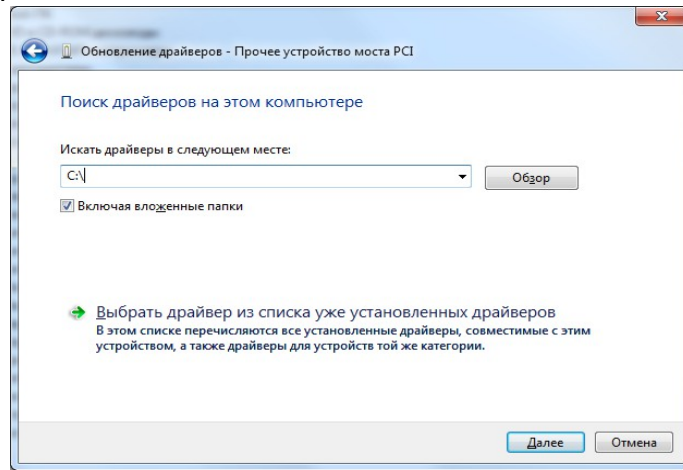 Обновление драйверов - Прочее устройство моста PCI
Поиск драйверов на этом компьютере
Искать драйверы в следующем месте:
C:\
Обзор
Включая вложенные папки
Выбрать драйвер из списка уже установленных драйверов
В этом списке перечисляются все установленные драйверы, совместимые с этим
устройством, а также драйверы для устройств той же категории.
Далее
Отмена